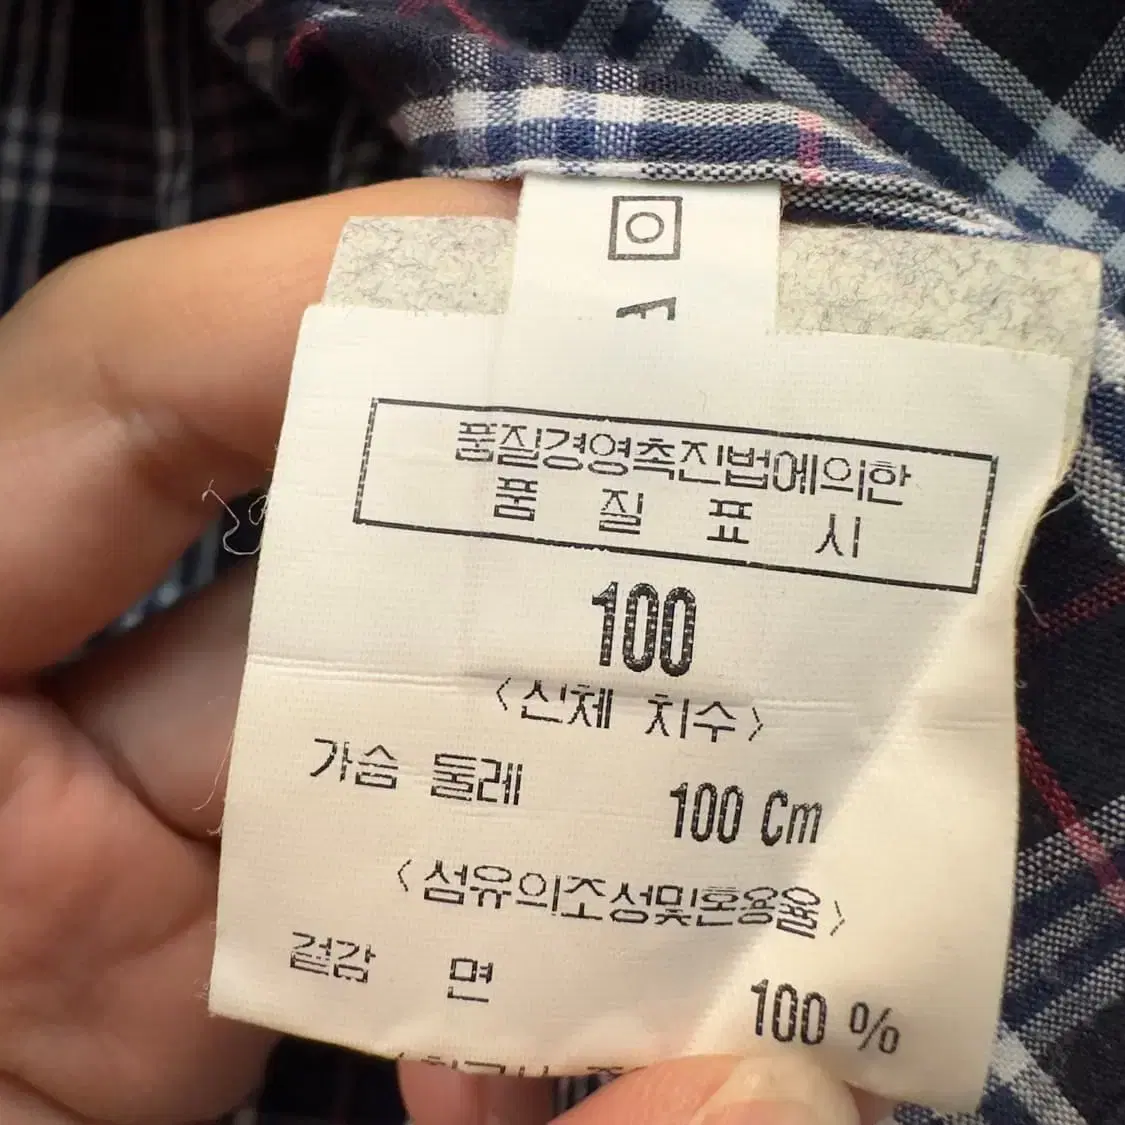 품질경영촉진법에의한
품 질 표 시
100
〈신체 치수〉
가슴 둘레 100 Cm
〈섬유의조성및혼용율〉
겉감 면 100 %